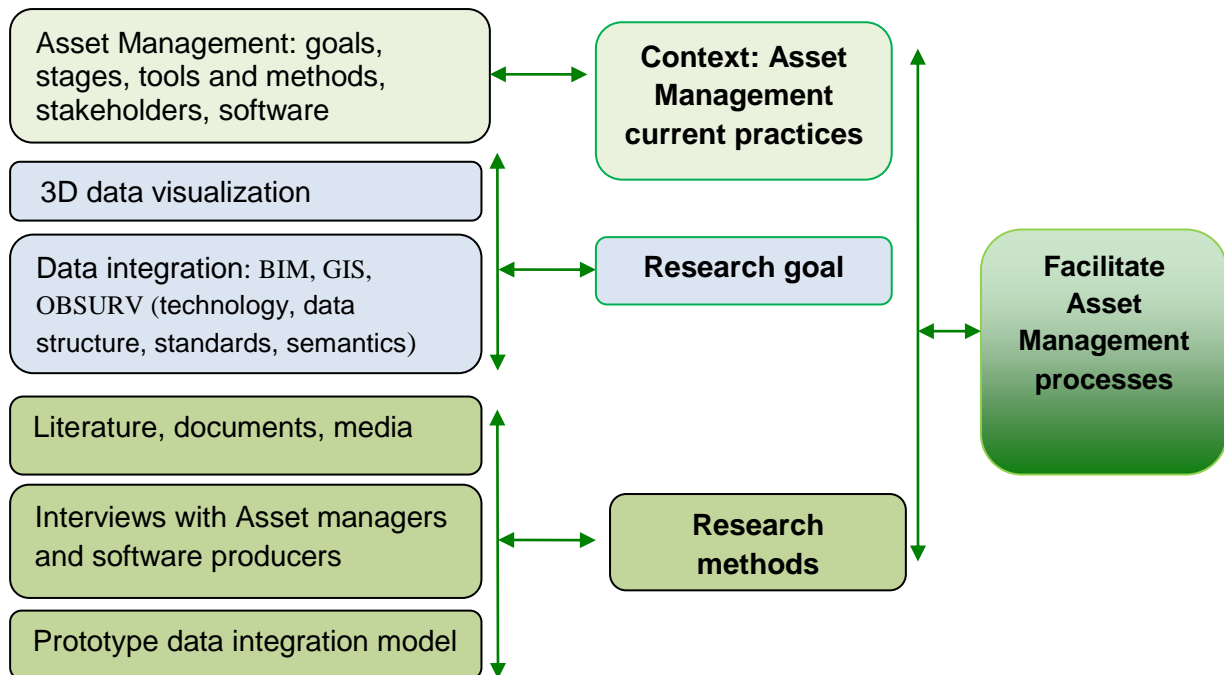 Asset Management: goals,
stages, tools and methods,
stakeholders, software
3D data visualization
Data integration: BIM, GIS,
OBSURV (technology, data
structure, standards, semantics)
Literature, documents, media
Interviews with Asset managers
and software producers
Prototype data integration model
Context: Asset
Management
current practices
Research goal
Research
methods
Facilitate
Asset
Management
processes